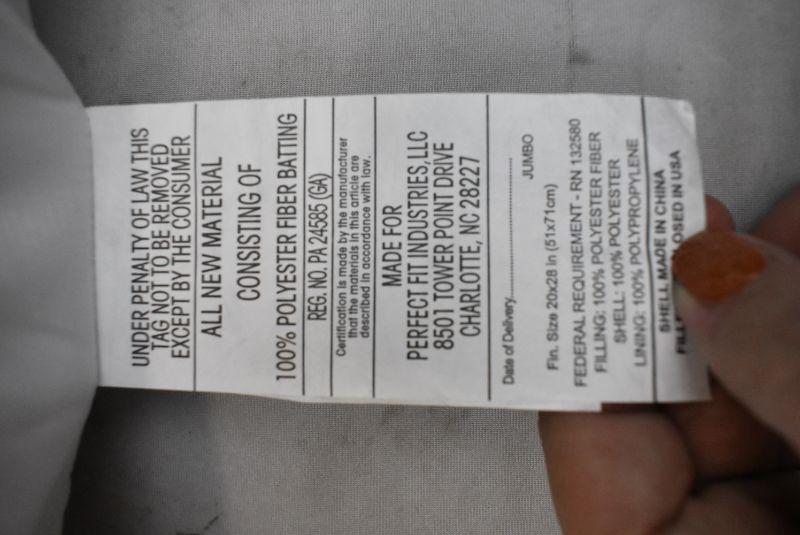 UNDER PENALTY OF LAW THIS
TAG NOT TO BE REMOVED
EXCEPT BY THE CONSUMER
ALL NEW MATERIAL
CONSISTING OF
100% POLYESTER FIBER BATTING
REG. NO. PA 24585 (GA)
Certification is made by the manufacturer
that the materials in this article are
described in accordance with law.
MADE FOR
PERFECT FIT INDUSTRIES, LLC
8501 TOWER POINT DRIVE
CHARLOTTE, NC 28227
Date of Delivery
JUMBO
Fin. Size 20x28 in (51x71cm)
FEDERAL REQUIREMENT - RN 132580
FILLING: 100% POLYESTER FIBER
SHELL: 100% POLYESTER
LINING: 100% POLYPROPYLENE
SHELL MADE IN CHINA
IN USA